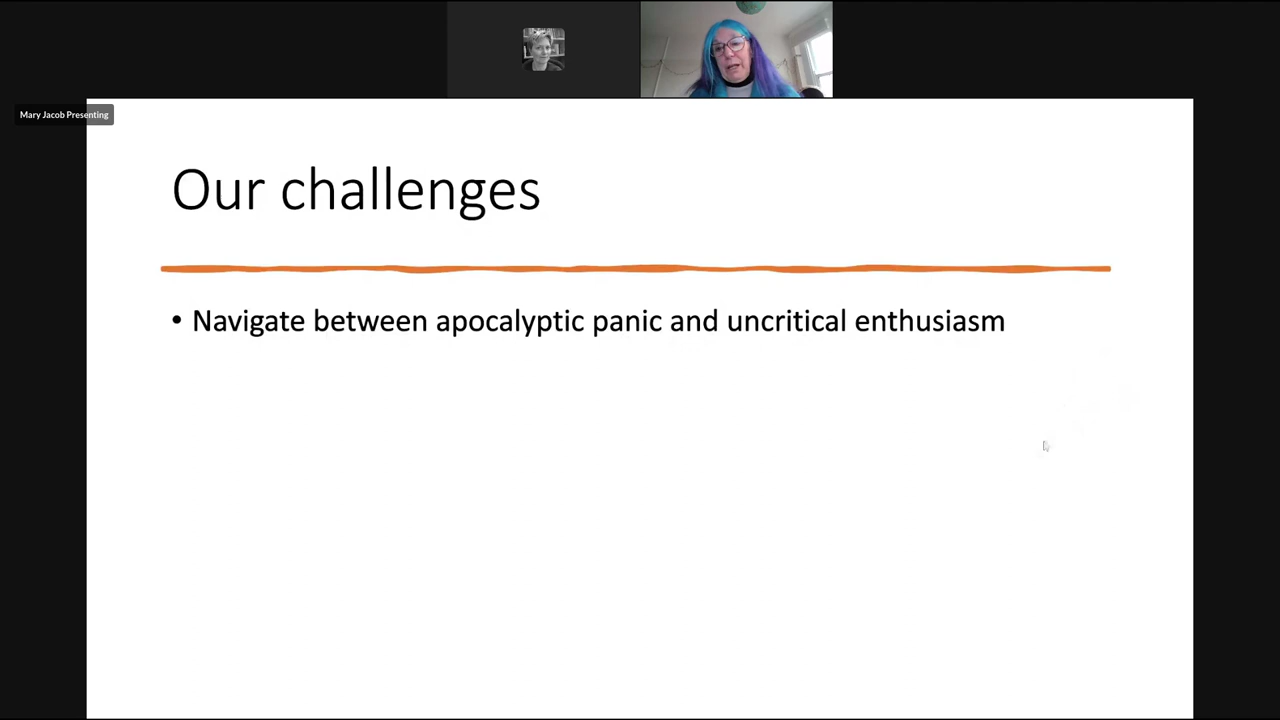 Mary Jacob Presenting
Our challenges
• Navigate between apocalyptic panic and uncritical enthusiasm